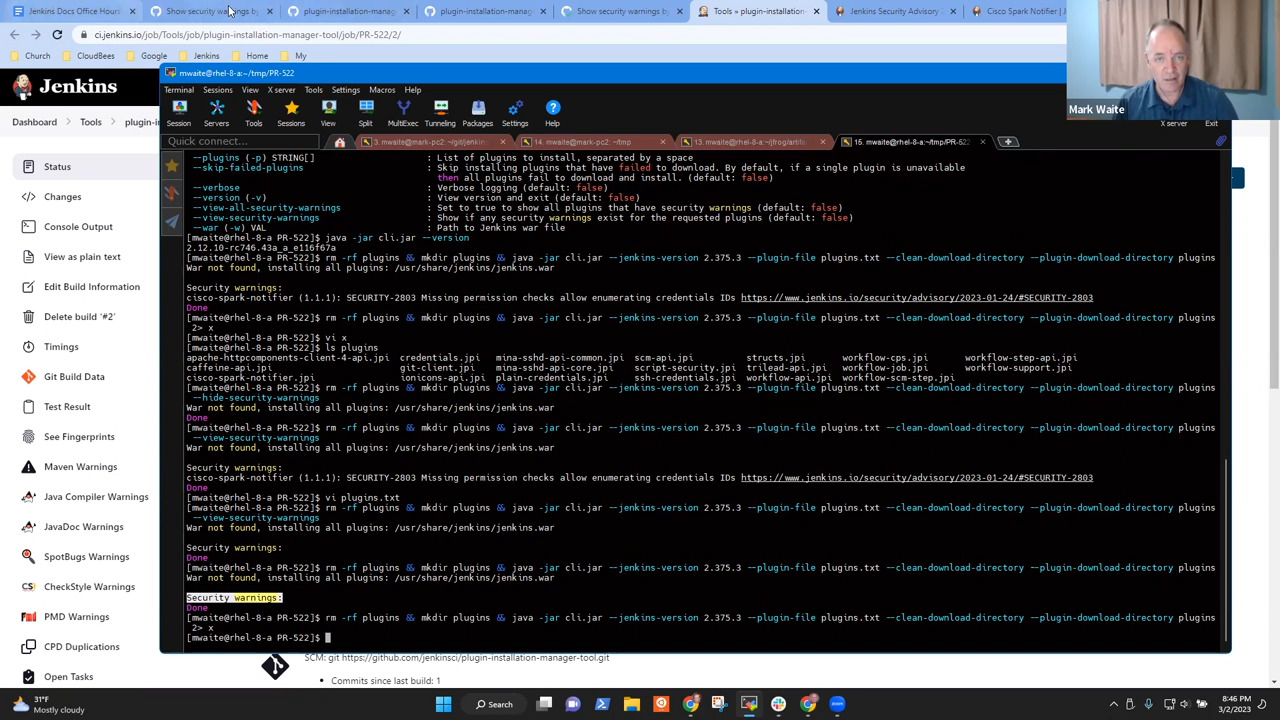 Jenkins Docs Office Hours
Show security warnings by
plugin-installation-mana
plugin-installation-mana
Show security warnings by
Tools » plugin-installation
Jenkins Security Advisory
Cisco Spark Notifier | J
ci.jenkins.io/job/Tools/job/plugin-installation-manager-tool/job/PR-522/2/
Church
CloudBees
Google
Jenkins
Home
My
Mark Waite
Jenkins
Dashboard
Tools
plugin-in
Status
Changes
Console Output
View as plain text
Edit Build Information
Delete build '#2'
Timings
Git Build Data
Test Result
See Fingerprints
Maven Warnings
Java Compiler Warnings
JavaDoc Warnings
SpotBugs Warnings
CheckStyle Warnings
PMD Warnings
CPD Duplications
Open Tasks
mwaite@rhel-8-a:~/tmp/PR-522
Terminal Sessions View X server Tools Settings Macros Help
Session Servers Tools Sessions View Split MultiExec Tunneling Packages Settings Help
X server Exit
Quick connect...
3. mwaite@mark-pc2: ~/git/jenkins
14. mwaite@mark-pc2: ~/tmp
13. mwaite@rhel-8-a:~/jfrog/artifa
15. mwaite@rhel-8-a:~/tmp/PR-522
--plugins (-p) STRING[] : List of plugins to install, separated by a space
--skip-failed-plugins : Skip installing plugins that have failed to download. By default, if a single plugin is unavailable
then all plugins fail to download and install. (default: false)
--verbose : Verbose logging (default: false)
--version (-v) : View version and exit (default: false)
--view-all-security-warnings : Set to true to show all plugins that have security warnings (default: false)
--view-security-warnings : Show if any security warnings exist for the requested plugins (default: false)
--war (-w) VAL : Path to Jenkins war file
[mwaite@rhel-8-a PR-522]$ java -jar cli.jar --version
2.12.10-rc746.43a_a_e116f67a
[mwaite@rhel-8-a PR-522]$ rm -rf plugins && mkdir plugins && java -jar cli.jar --jenkins-version 2.375.3 --plugin-file plugins.txt --clean-download-directory --plugin-download-directory plugins
War not found, installing all plugins: /usr/share/jenkins/jenkins.war
Security warnings:
cisco-spark-notifier (1.1.1): SECURITY-2803 Missing permission checks allow enumerating credentials IDs https://www.jenkins.io/security/advisory/2023-01-24/#SECURITY-2803
Done
[mwaite@rhel-8-a PR-522]$ rm -rf plugins && mkdir plugins && java -jar cli.jar --jenkins-version 2.375.3 --plugin-file plugins.txt --clean-download-directory --plugin-download-directory plugins
2> x
[mwaite@rhel-8-a PR-522]$ vi x
[mwaite@rhel-8-a PR-522]$ ls plugins
apache-httpcomponents-client-4-api.jpi credentials.jpi mina-sshd-api-common.jpi scm-api.jpi structs.jpi workflow-cps.jpi workflow-step-api.jpi
caffeine-api.jpi git-client.jpi mina-sshd-api-core.jpi script-security.jpi trilead-api.jpi workflow-job.jpi workflow-support.jpi
cisco-spark-notifier.jpi ionicons-api.jpi plain-credentials.jpi ssh-credentials.jpi workflow-api.jpi workflow-scm-step.jpi
[mwaite@rhel-8-a PR-522]$ rm -rf plugins && mkdir plugins && java -jar cli.jar --jenkins-version 2.375.3 --plugin-file plugins.txt --clean-download-directory --plugin-download-directory plugins
--hide-security-warnings
War not found, installing all plugins: /usr/share/jenkins/jenkins.war
Done
[mwaite@rhel-8-a PR-522]$ rm -rf plugins && mkdir plugins && java -jar cli.jar --jenkins-version 2.375.3 --plugin-file plugins.txt --clean-download-directory --plugin-download-directory plugins
--view-security-warnings
War not found, installing all plugins: /usr/share/jenkins/jenkins.war
Security warnings:
cisco-spark-notifier (1.1.1): SECURITY-2803 Missing permission checks allow enumerating credentials IDs https://www.jenkins.io/security/advisory/2023-01-24/#SECURITY-2803
Done
[mwaite@rhel-8-a PR-522]$ vi plugins.txt
[mwaite@rhel-8-a PR-522]$ rm -rf plugins && mkdir plugins && java -jar cli.jar --jenkins-version 2.375.3 --plugin-file plugins.txt --clean-download-directory --plugin-download-directory plugins
--view-security-warnings
War not found, installing all plugins: /usr/share/jenkins/jenkins.war
Security warnings:
Done
[mwaite@rhel-8-a PR-522]$ rm -rf plugins && mkdir plugins && java -jar cli.jar --jenkins-version 2.375.3 --plugin-file plugins.txt --clean-download-directory --plugin-download-directory plugins
War not found, installing all plugins: /usr/share/jenkins/jenkins.war
Security warnings:
Done
[mwaite@rhel-8-a PR-522]$ rm -rf plugins && mkdir plugins && java -jar cli.jar --jenkins-version 2.375.3 --plugin-file plugins.txt --clean-download-directory --plugin-download-directory plugins
2> x
[mwaite@rhel-8-a PR-522]$
SCM: git https://github.com/jenkinsci/plugin-installation-manager-tool.git
• Commits since last build: 1
31°F
Mostly cloudy
Search
8:46 PM
3/2/2023